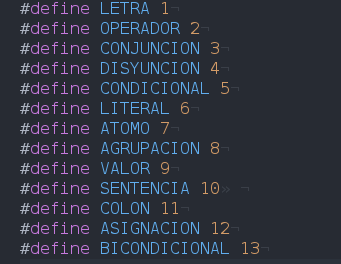 #define LETRA 1¬
#define OPERADOR 2¬
#define CONJUNCION 3¬
#define DISYUNCION 4¬
#define CONDICIONAL 5¬
#define LITERAL 6¬
#define ATOMO 7¬
#define AGRUPACION 8¬
#define VALOR 9¬
#define SENTENCIA 10» ¬
#define COLON 11¬
#define ASIGNACION 12¬
#define BICONDICIONAL 13¬